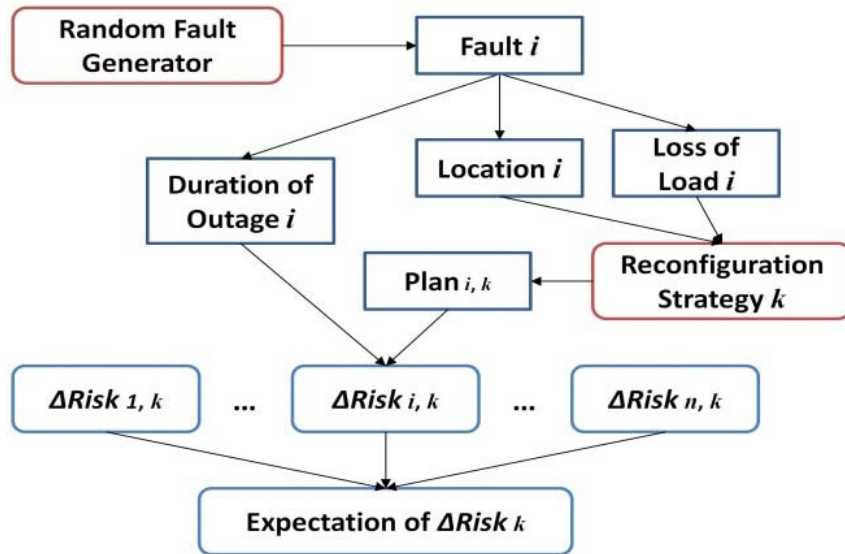 Random Fault
Generator
Fault i
Duration of
Outage i
Location i
Loss of
Load i
Plan i, k
Reconfiguration
Strategy k
ΔRisk 1, k
...
ΔRisk i, k
...
ΔRisk n, k
Expectation of ΔRisk k